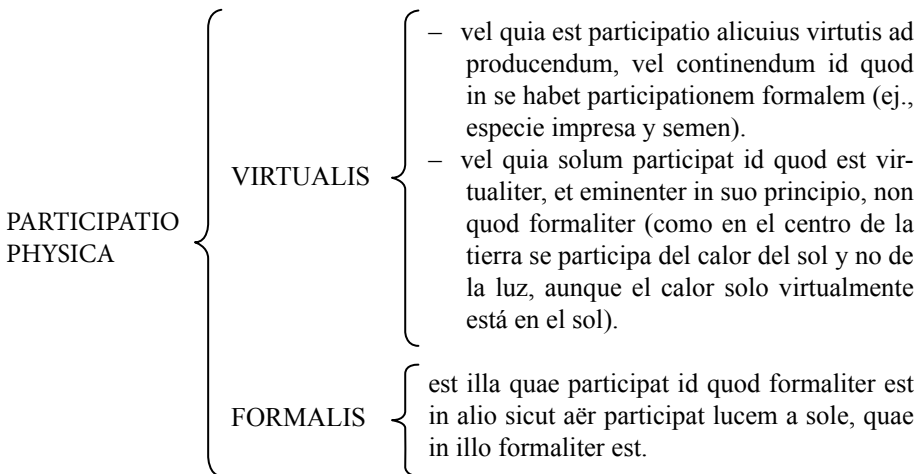 PARTICIPATIO
PHYSICA
VIRTUALIS
– vel quia est participatio alicuius virtutis ad
producendum, vel continendum id quod
in se habet participationem formalem (ej.,
especie impresa y semen).
– vel quia solum participat id quod est vir-
tualiter, et eminenter in suo principio, non
quod formaliter (como en el centro de la
tierra se participa del calor del sol y no de
la luz, aunque el calor solo virtualmente
está en el sol).
FORMALIS
est illa quae participat id quod formaliter est
in alio sicut aër participat lucem a sole, quae
in illo formaliter est.